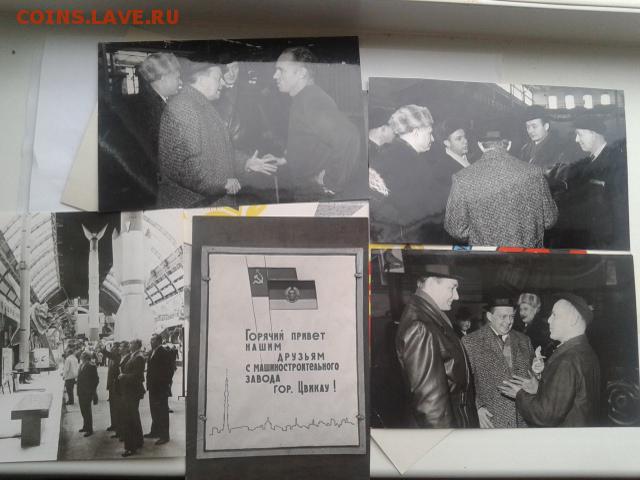 COINS.LAVE.RU
Горячий привет
нашим
друзьям
с машиностроительного
завода
гор. Цвикау!